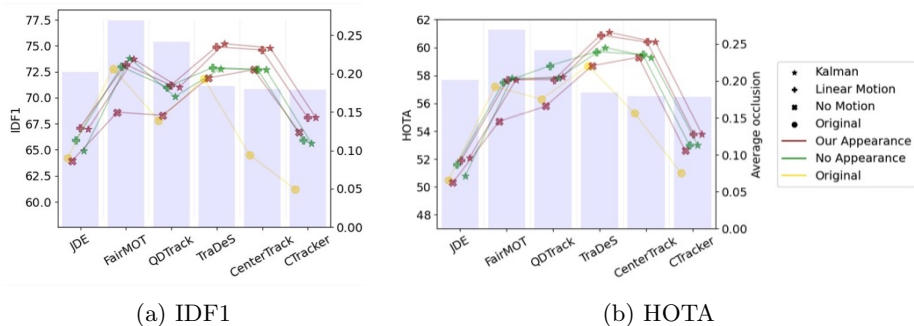 77.5
75.0
72.5
70.0
67.5
65.0
62.5
60.0
IDF1
0.25
0.20
0.15
0.10
0.05
0.00
JDE
FairMOT
QDTrack
TraDeS
CenterTrack
CTracker
(a) IDF1
62
60
58
56
54
52
50
48
HOTA
0.25
0.20
0.15
0.10
0.05
0.00
Average occlusion
JDE
FairMOT
QDTrack
TraDeS
CenterTrack
CTracker
(b) HOTA
Kalman
Linear Motion
No Motion
Original
Our Appearance
No Appearance
Original